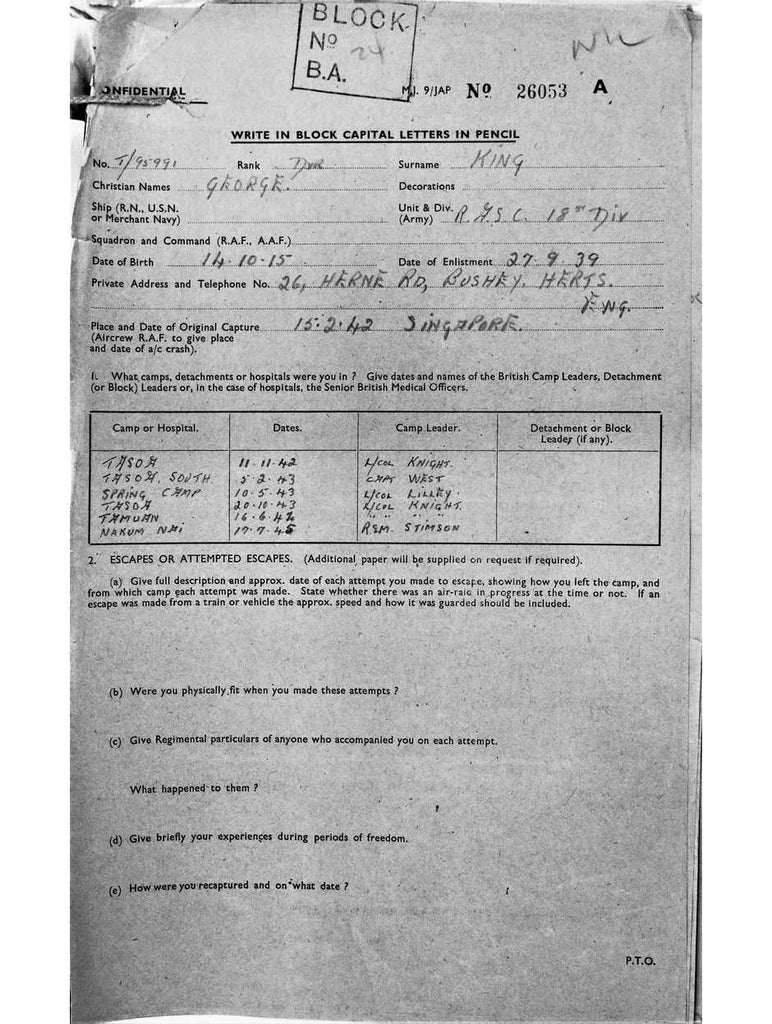 BLOCK
No 24
B.A.
ONFIDENTIAL
M.I. 9/JAP No 26053 A
WRITE IN BLOCK CAPITAL LETTERS IN PENCIL
No. T/95991 Rank DVR Surname KING
Christian Names GEORGE. Decorations
Ship (R.N., U.S.N. or Merchant Navy) Unit & Div. (Army) R.A.S.C. 18TH DIV
Squadron and Command (R.A.F., A.A.F.)
Date of Birth 14.10.15 Date of Enlistment 27.9.39
Private Address and Telephone No. 26, HERNE RD, BUSHEY. HERTS.
ENG.
Place and Date of Original Capture 15.2.42 SINGAPORE.
(Aircrew R.A.F. to give place
and date of a/c crash).
1. What camps, detachments or hospitals were you in ? Give dates and names of the British Camp Leaders, Detachment
(or Block) Leaders or, in the case of hospitals, the Senior British Medical Officers.
Camp or Hospital. Dates. Camp Leader. Detachment or Block Leader (if any).
TASOA 11.11.42 L/COL KNIGHT.
TASOA, SOUTH. 5.2.43 CAPT WEST
SPRING CAMP 10.5.43 L/COL LILLEY
TASOA 20.10.43 L/COL KNIGHT.
TAMUAN 16.6.44 " " "
NAKUM NAI 17.7.45 RSM. STIMSON
2. ESCAPES OR ATTEMPTED ESCAPES. (Additional paper will be supplied on request if required).
(a) Give full description and approx. date of each attempt you made to escape, showing how you left the camp, and
from which camp each attempt was made. State whether there was an air-raid in progress at the time or not. If an
escape was made from a train or vehicle the approx. speed and how it was guarded should be included.
(b) Were you physically fit when you made these attempts ?
(c) Give Regimental particulars of anyone who accompanied you on each attempt.
What happened to them ?
(d) Give briefly your experiences during periods of freedom.
(e) How were you recaptured and on what date ?
P.T.O.